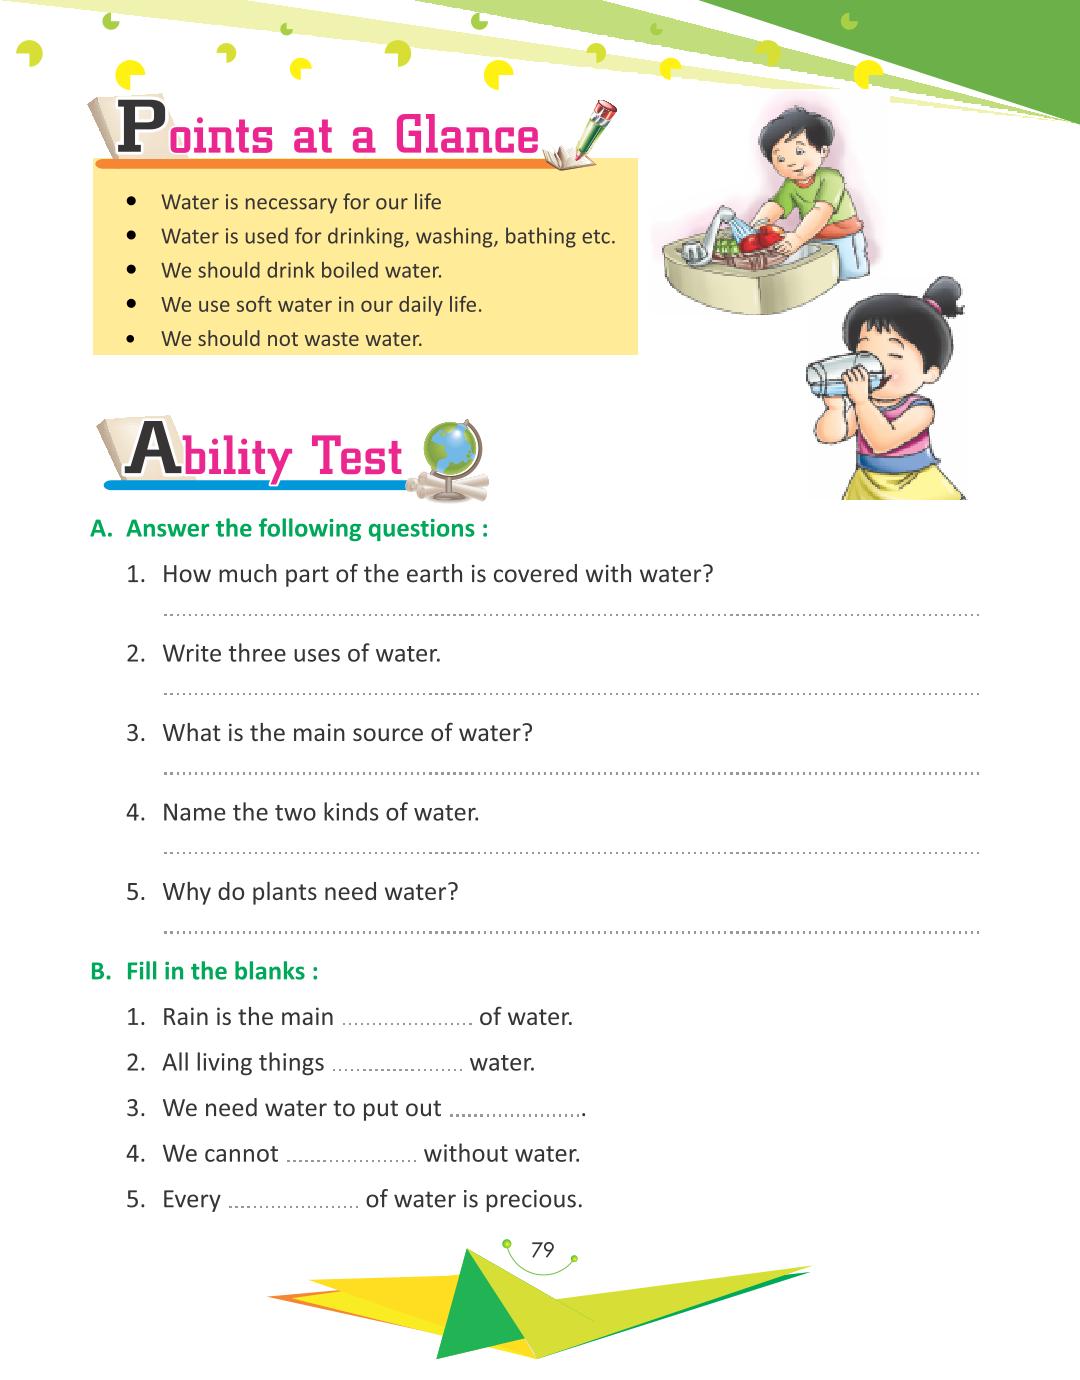 Points at a Glance
• Water is necessary for our life
• Water is used for drinking, washing, bathing etc.
• We should drink boiled water.
• We use soft water in our daily life.
• We should not waste water.
Ability Test
A. Answer the following questions :
1. How much part of the earth is covered with water?
2. Write three uses of water.
3. What is the main source of water?
4. Name the two kinds of water.
5. Why do plants need water?
B. Fill in the blanks :
1. Rain is the main ...................... of water.
2. All living things ...................... water.
3. We need water to put out .......................
4. We cannot ...................... without water.
5. Every ...................... of water is precious.
79